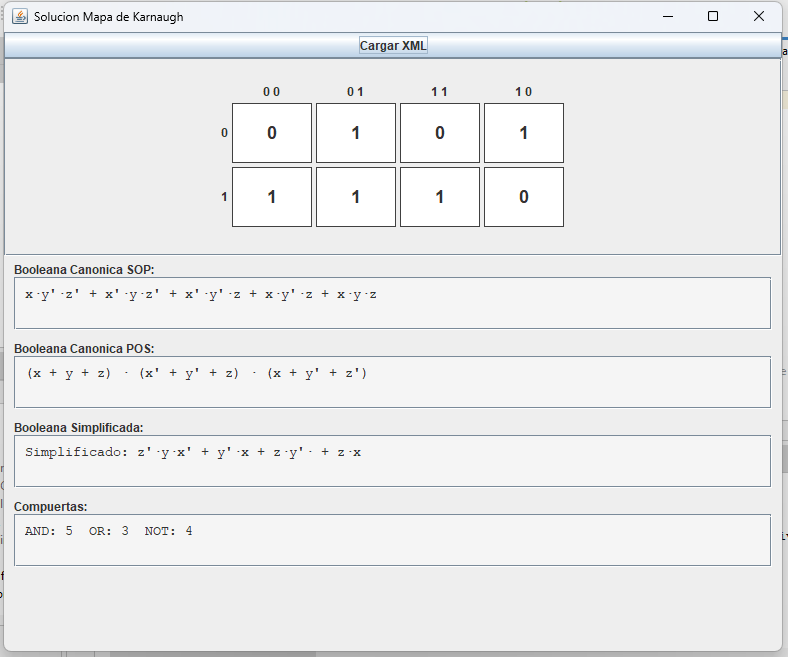 Solucion Mapa de Karnaugh
Cargar XML
0 0 0 1 1 1 1 0
0 0 1 0 1
1 1 1 1 0
Booleana Canonica SOP:
x·y'·z' + x'·y·z' + x'·y'·z + x·y'·z + x·y·z
Booleana Canonica POS:
(x + y + z) · (x' + y' + z) · (x + y' + z')
Booleana Simplificada:
Simplificado: z'·y·x' + y'·x + z·y'· + z·x
Compuertas:
AND: 5 OR: 3 NOT: 4